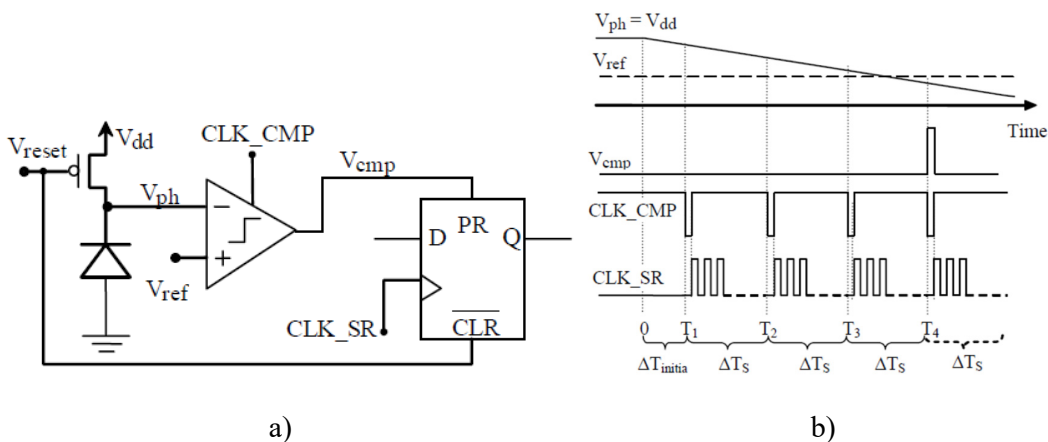 V_reset
V_dd
CLK_CMP
V_ph
V_cmp
−
+
V_ref
D
PR
Q
CLK_SR
CLR
a)
V_ph = V_dd
V_ref
Time
V_cmp
CLK_CMP
CLK_SR
0 T_1 T_2 T_3 T_4
ΔT_initia ΔT_S ΔT_S ΔT_S ΔT_S
b)